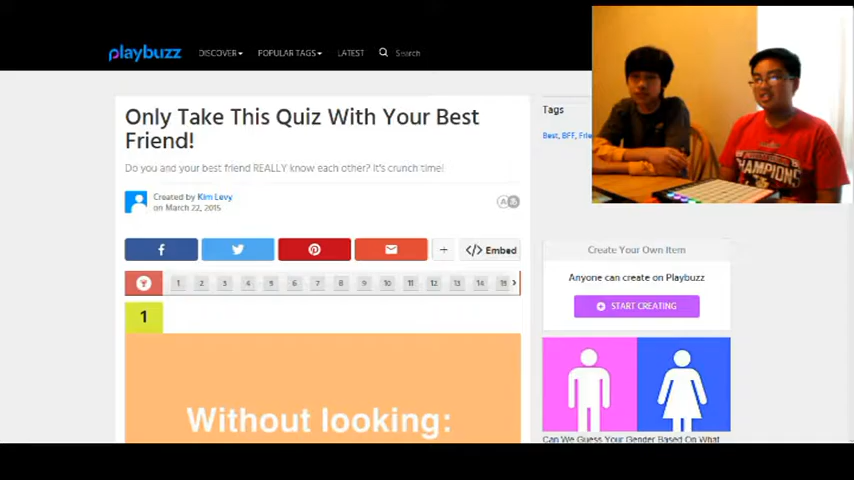 playbuzz
DISCOVER
POPULAR TAGS
LATEST
Search
Only Take This Quiz With Your Best
Friend!
Do you and your best friend REALLY know each other? It's crunch time!
Created by Kim Levy
on March 22, 2015
f
+
</> Embed
1 2 3 4 5 6 7 8 9 10 11 12 13 14 15
1
Without looking:
Tags
Best, BFF, Frie
CHAMPIONS
Create Your Own Item
Anyone can create on Playbuzz
START CREATING
Can We Guess Your Gender Based On What